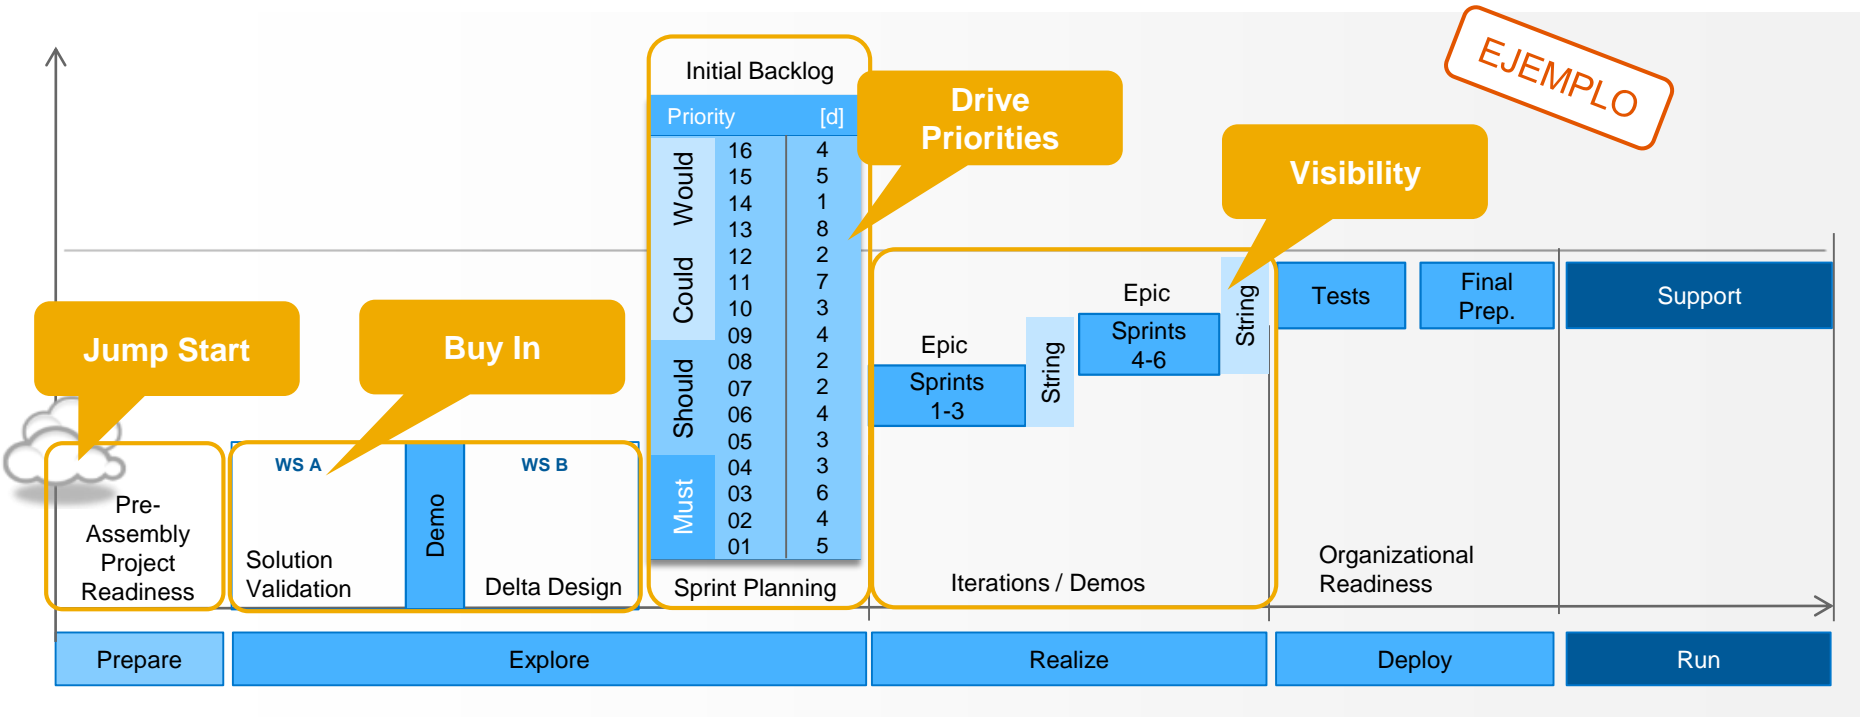 EJEMPLO
Initial Backlog
Priority [d]
Would
Could
Should
Must
16 4
15 5
14 1
13 8
12 2
11 7
10 3
09 4
08 2
07 2
06 4
05 3
04 3
03 6
02 4
01 5
Sprint Planning
Drive
Priorities
Visibility
Jump Start
Buy In
Pre-
Assembly
Project
Readiness
WS A
Solution
Validation
Demo
WS B
Delta Design
Epic
Sprints
1-3
String
Epic
Sprints
4-6
String
Iterations / Demos
Tests
Final
Prep.
Organizational
Readiness
Support
Prepare
Explore
Realize
Deploy
Run